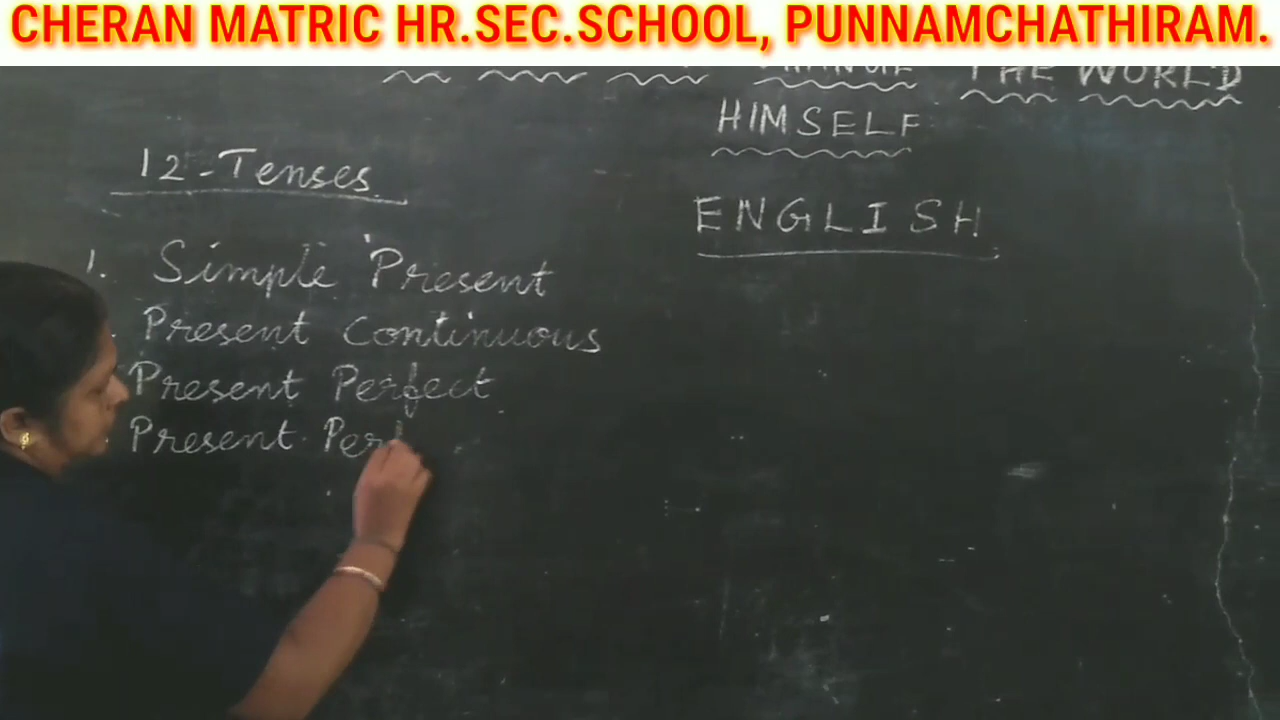 CHERAN MATRIC HR.SEC.SCHOOL, PUNNAMCHATHIRAM.
CHANGE THE WORLD
HIMSELF
12-Tenses
ENGLISH
1. Simple Present
Present Continuous
Present Perfect
Present Per